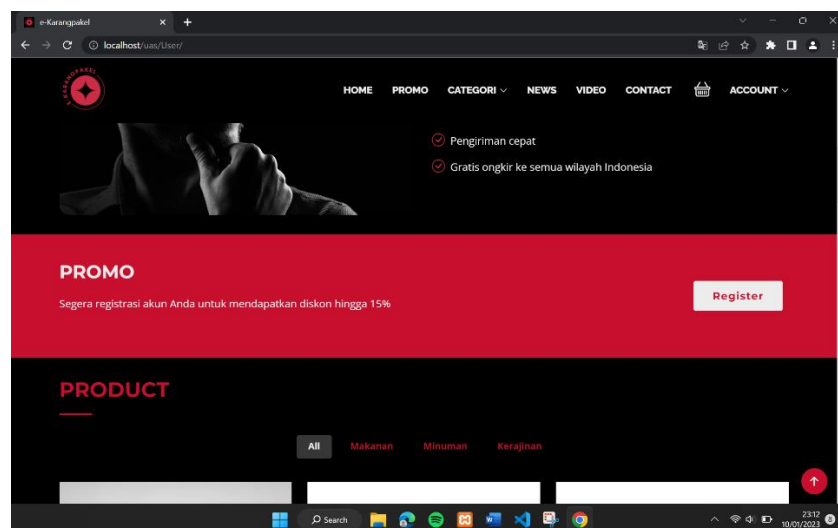 e-Karangpakel
localhost/uas/User/
E KARANGPAKEL
HOME PROMO CATEGORI NEWS VIDEO CONTACT ACCOUNT
Pengiriman cepat
Gratis ongkir ke semua wilayah Indonesia
PROMO
Segera registrasi akun Anda untuk mendapatkan diskon hingga 15%
Register
PRODUCT
All Makanan Minuman Kerajinan
Search
23:12
10/01/2023